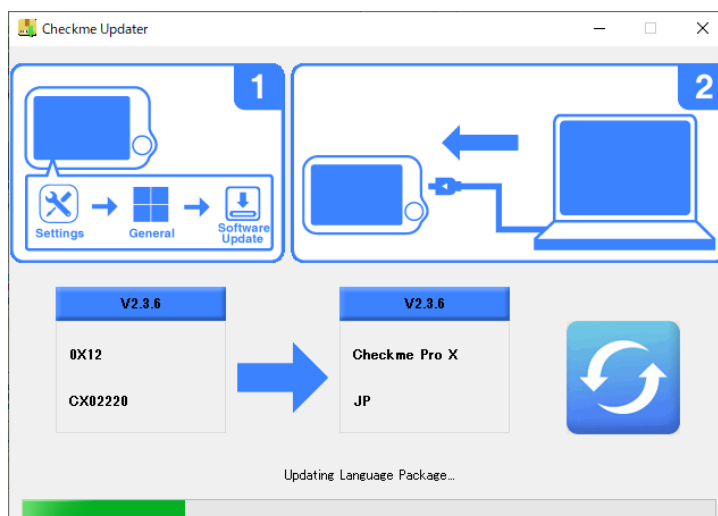 Checkme Updater
1
2
Settings
General
Software
Update
V2.3.6
V2.3.6
0X12
Checkme Pro X
CX02220
JP
Updating Language Package...